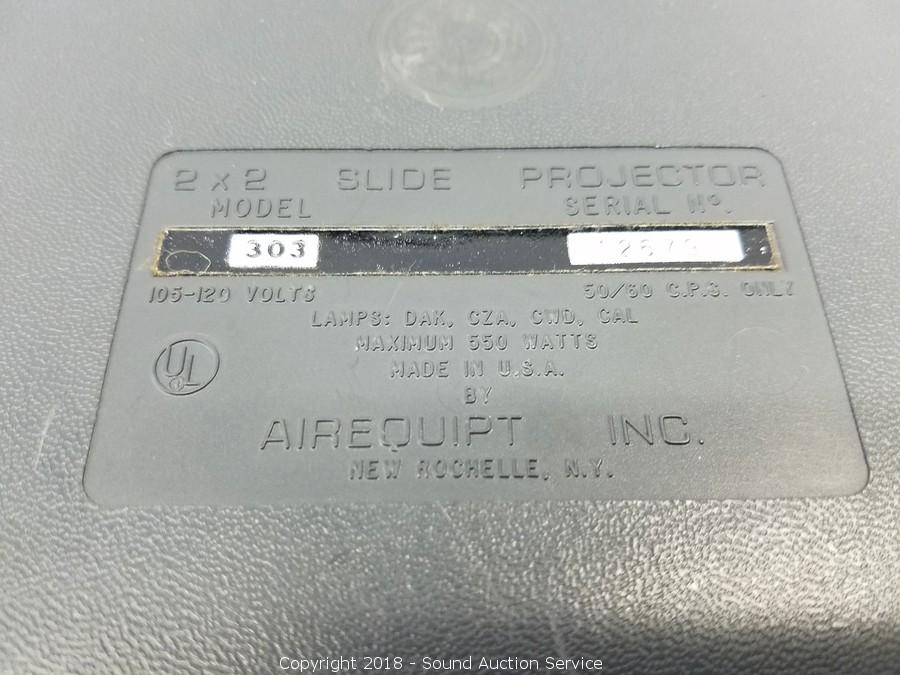 2 x 2 SLIDE PROJECTOR
MODEL SERIAL Nº.
303
105-120 VOLTS 50/60 C.P.S. ONLY
LAMPS: DAK, CZA, CWD, CAL
MAXIMUM 550 WATTS
MADE IN U.S.A.
UL
BY
AIREQUIPT INC.
NEW ROCHELLE, N.Y.
Copyright 2018 - Sound Auction Service